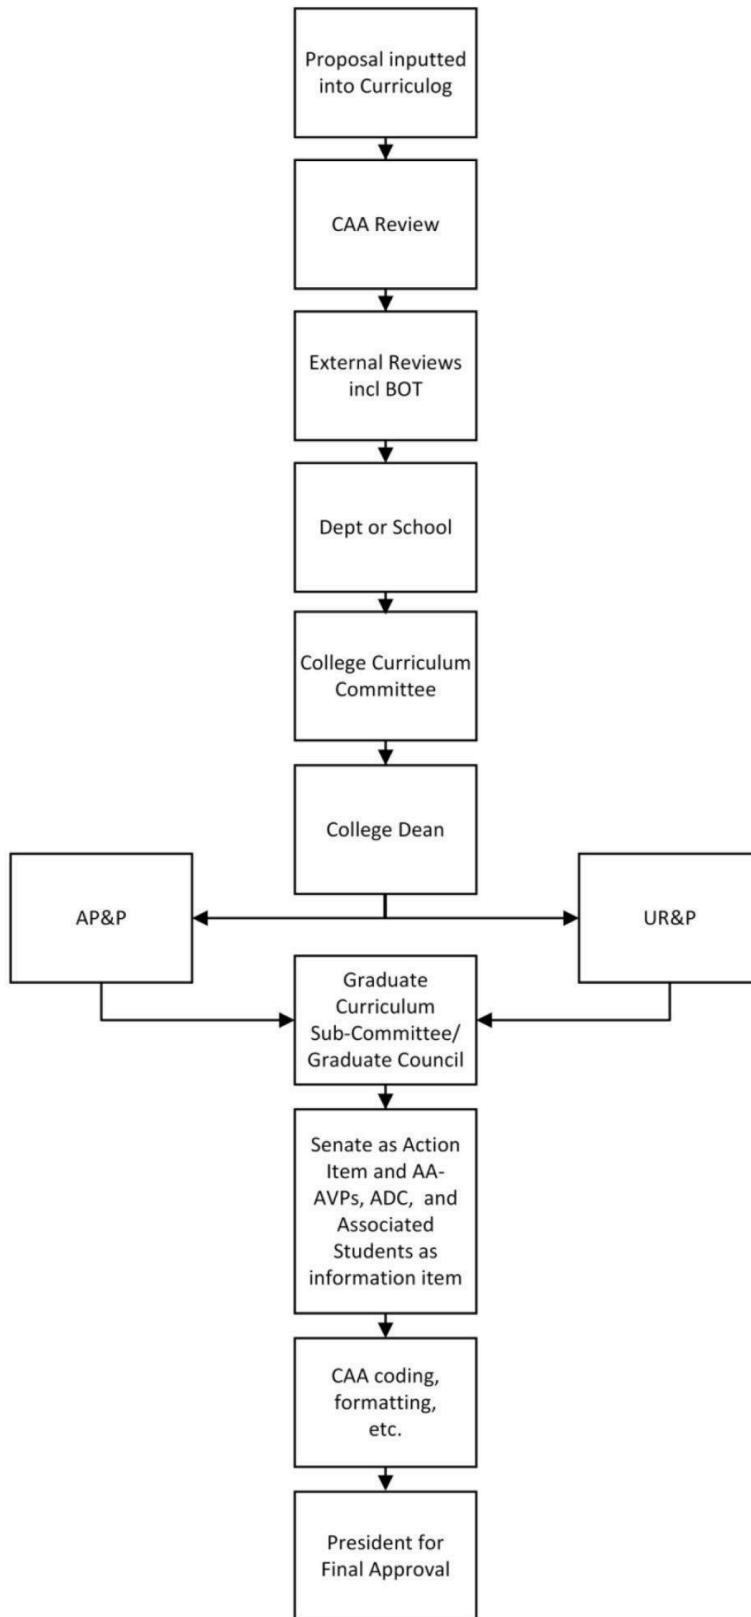 Proposal inputted
into Curriculog
CAA Review
External Reviews
incl BOT
Dept or School
College Curriculum
Committee
College Dean
AP&P
UR&P
Graduate
Curriculum
Sub-Committee/
Graduate Council
Senate as Action
Item and AA-
AVPs, ADC,  and
Associated
Students as
information item
CAA coding,
formatting,
etc.
President for
Final Approval